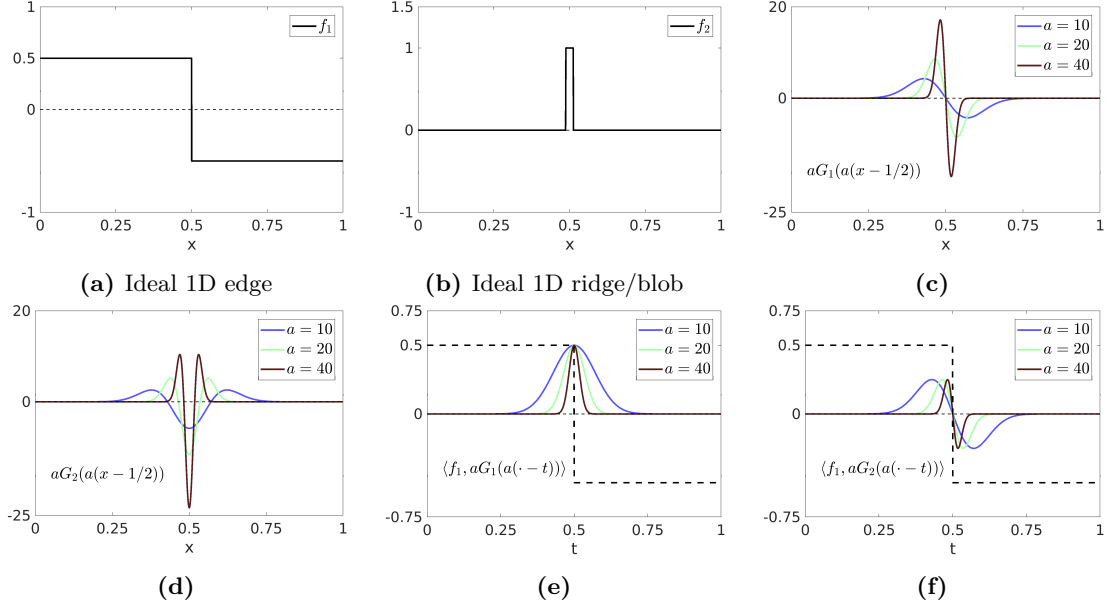 1
0.5
0
-1
0 0.25 0.5 0.75 1
x
f₁
(a) Ideal 1D edge
1.5
1
0
-1
0 0.25 0.5 0.75 1
x
f₂
(b) Ideal 1D ridge/blob
20
0
-25
0 0.25 0.5 0.75 1
x
a = 10
a = 20
a = 40
aG₁(a(x − 1/2))
(c)
20
0
-25
0 0.25 0.5 0.75 1
x
a = 10
a = 20
a = 40
aG₂(a(x − 1/2))
(d)
0.75
0.5
0
-0.75
0 0.25 0.5 0.75 1
t
a = 10
a = 20
a = 40
⟨f₁, aG₁(a(· − t))⟩
(e)
0.75
0.5
0
-0.75
0 0.25 0.5 0.75 1
t
a = 10
a = 20
a = 40
⟨f₁, aG₂(a(· − t))⟩
(f)